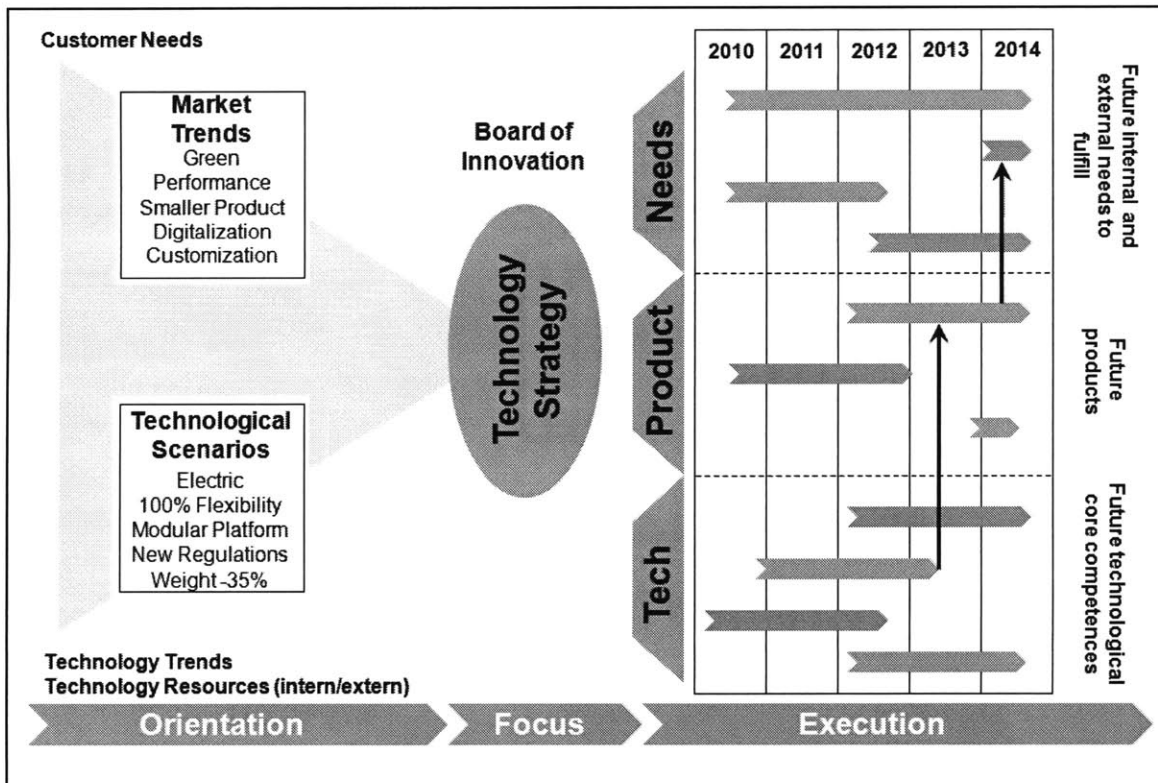 Customer Needs
Market
Trends
Green
Performance
Smaller Product
Digitalization
Customization
Technological
Scenarios
Electric
100% Flexibility
Modular Platform
New Regulations
Weight -35%
Technology Trends
Technology Resources (intern/extern)
Board of
Innovation
Technology
Strategy
2010 2011 2012 2013 2014
Needs
Product
Tech
Future internal and
external needs to
fulfill
Future
products
Future technological
core competences
Orientation
Focus
Execution